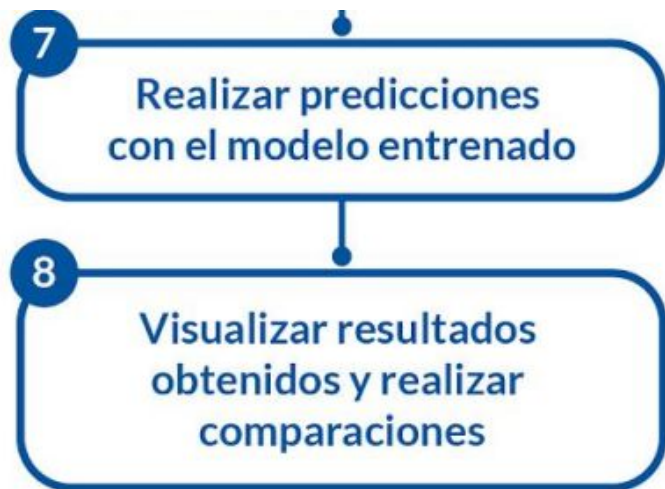 7
Realizar predicciones
con el modelo entrenado
8
Visualizar resultados
obtenidos y realizar
comparaciones